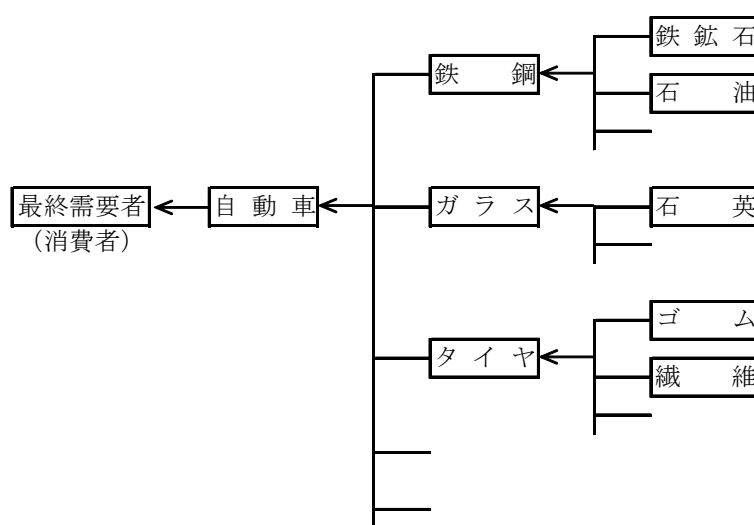 鉄鉱石
鉄鋼
石油
最終需要者
(消費者)
自動車
ガラス
石英
ゴム
タイヤ
繊維